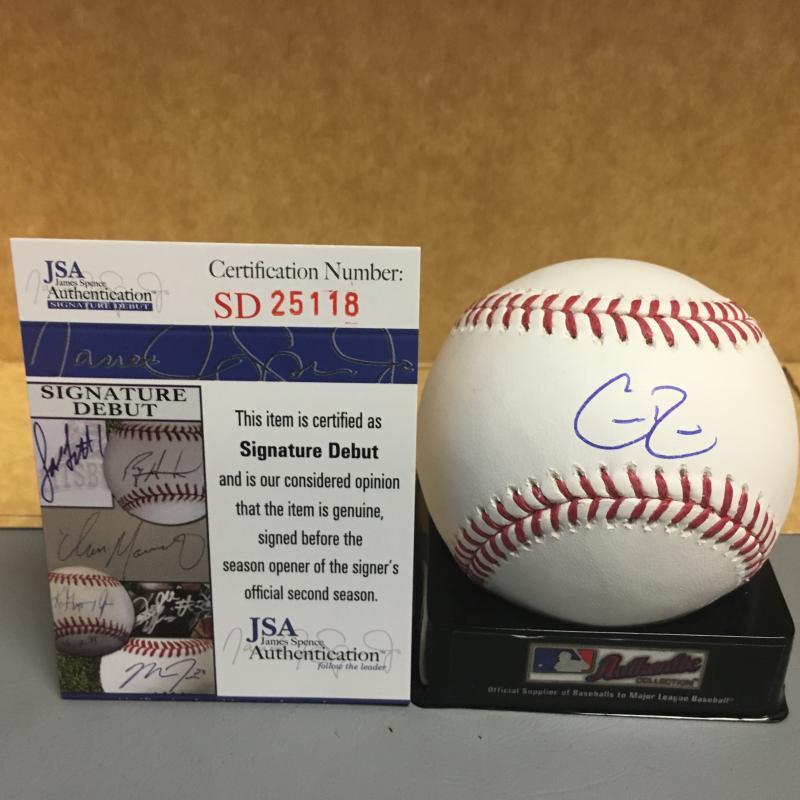 JSA
James Spence
Authentication
SIGNATURE DEBUT
Certification Number:
SD 25118
SIGNATURE
DEBUT
This item is certified as
Signature Debut
and is our considered opinion
that the item is genuine,
signed before the
season opener of the signer's
official second season.
JSA
James Spence
Authentication
follow the leader
Authentic
COLLECTION
Official Supplier of Baseballs to Major League Baseball